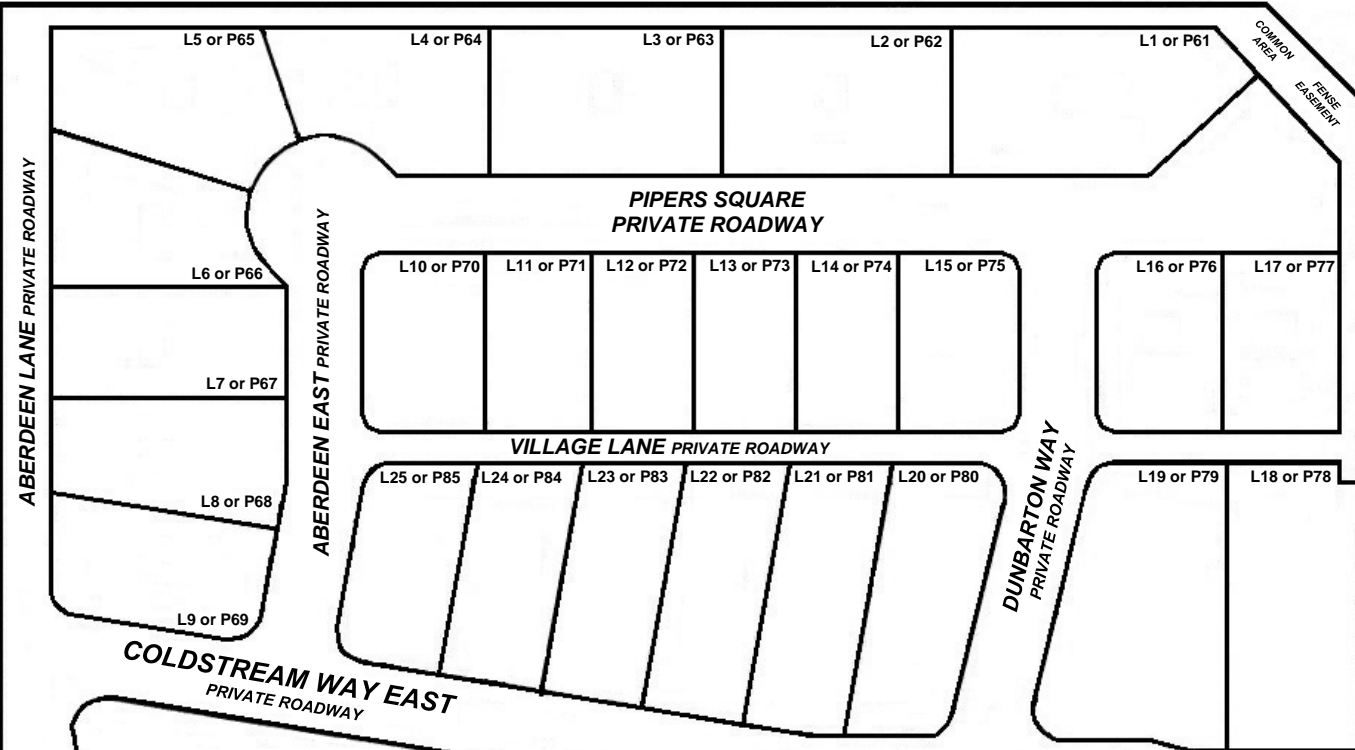 L5 or P65
L4 or P64
L3 or P63
L2 or P62
L1 or P61
COMMON
AREA
FENSE
EASEMENT
PIPERS SQUARE
PRIVATE ROADWAY
ABERDEEN LANE PRIVATE ROADWAY
L6 or P66
ABERDEEN EAST PRIVATE ROADWAY
L10 or P70
L11 or P71
L12 or P72
L13 or P73
L14 or P74
L15 or P75
L16 or P76
L17 or P77
L7 or P67
VILLAGE LANE PRIVATE ROADWAY
L8 or P68
L25 or P85
L24 or P84
L23 or P83
L22 or P82
L21 or P81
L20 or P80
DUNBARTON WAY
PRIVATE ROADWAY
L19 or P79
L18 or P78
L9 or P69
COLDSTREAM WAY EAST
PRIVATE ROADWAY